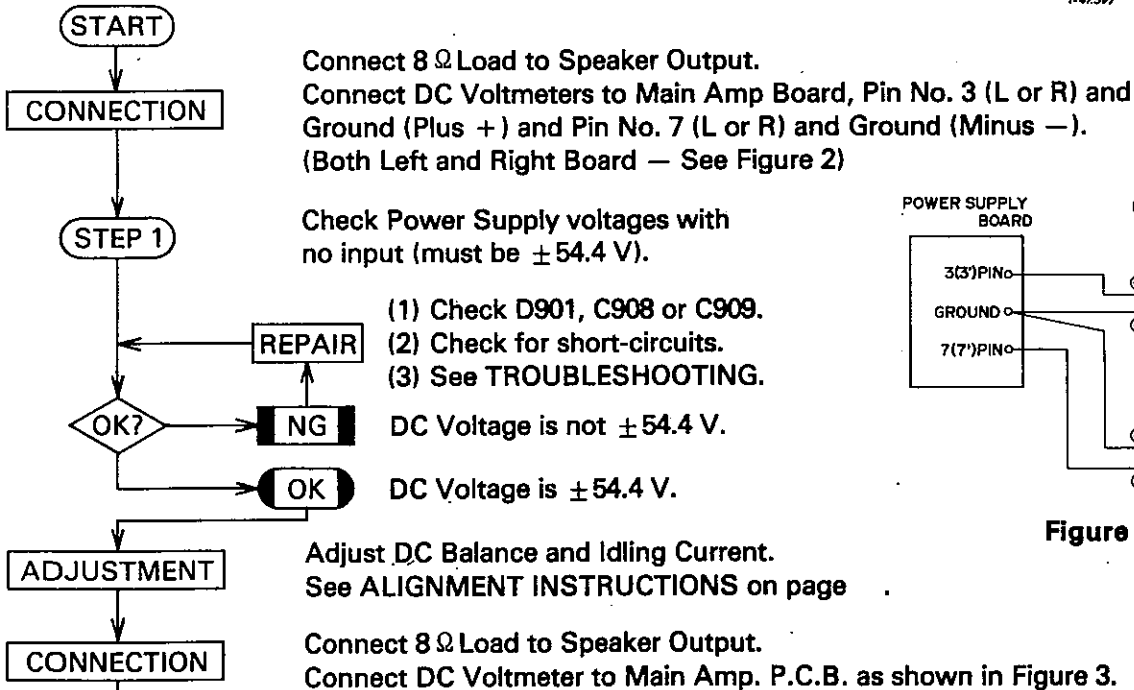 START
CONNECTION
Connect 8 Ω Load to Speaker Output.
Connect DC Voltmeters to Main Amp Board, Pin No. 3 (L or R) and
Ground (Plus +) and Pin No. 7 (L or R) and Ground (Minus —).
(Both Left and Right Board — See Figure 2)
STEP 1
Check Power Supply voltages with
no input (must be ± 54.4 V).
REPAIR
(1) Check D901, C908 or C909.
(2) Check for short-circuits.
(3) See TROUBLESHOOTING.
OK?
NG
DC Voltage is not ± 54.4 V.
OK
DC Voltage is ± 54.4 V.
POWER SUPPLY
BOARD
3(3')PIN
GROUND
7(7')PIN
Figure
ADJUSTMENT
Adjust DC Balance and Idling Current.
See ALIGNMENT INSTRUCTIONS on page .
CONNECTION
Connect 8 Ω Load to Speaker Output.
Connect DC Voltmeter to Main Amp. P.C.B. as shown in Figure 3.